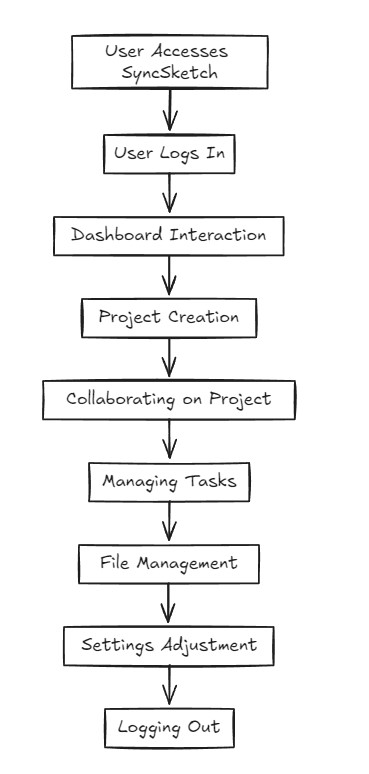 User Accesses
SyncSketch
User Logs In
Dashboard Interaction
Project Creation
Collaborating on Project
Managing Tasks
File Management
Settings Adjustment
Logging Out